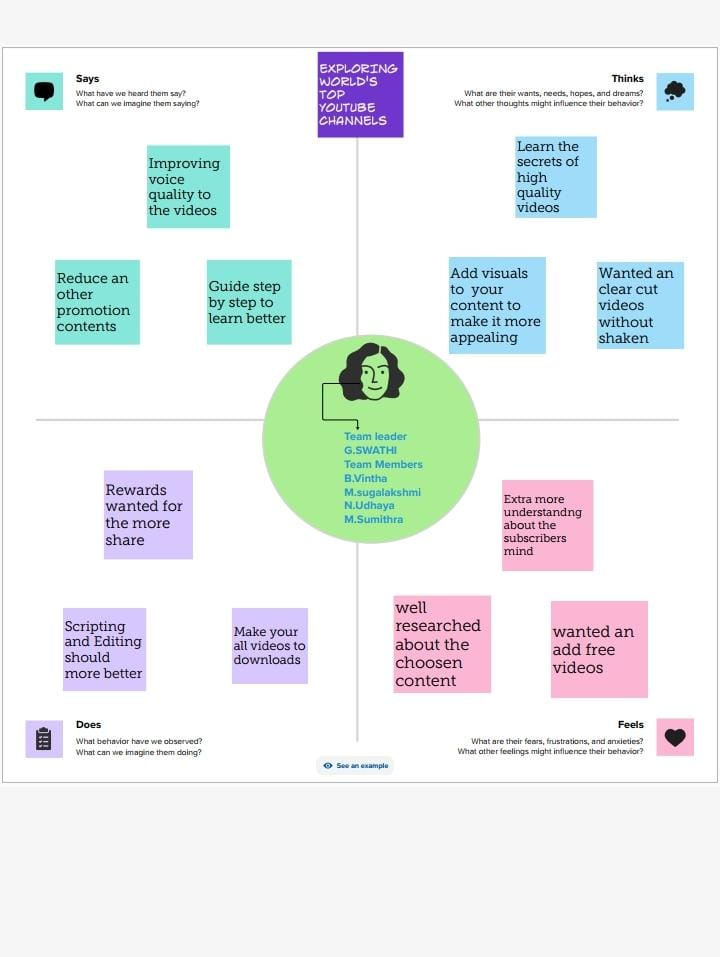 EXPLORING
WORLD'S
TOP
YOUTUBE
CHANNELS
Says
What have we heard them say?
What can we imagine them saying?
Improving
voice
quality to
the videos
Reduce an
other
promotion
contents
Guide step
by step to
learn better
Thinks
What are their wants, needs, hopes, and dreams?
What other thoughts might influence their behavior?
Learn the
secrets of
high
quality
videos
Add visuals
to your
content to
make it more
appealing
Wanted an
clear cut
videos
without
shaken
Team leader
G.SWATHI
Team Members
B.Vintha
M.sugalakshmi
N.Udhaya
M.Sumithra
Rewards
wanted for
the more
share
Scripting
and Editing
should
more better
Make your
all videos to
downloads
Does
What behavior have we observed?
What can we imagine them doing?
Extra more
understandng
about the
subscribers
mind
well
researched
about the
choosen
content
wanted an
add free
videos
Feels
What are their fears, frustrations, and anxieties?
What other feelings might influence their behavior?
See an example